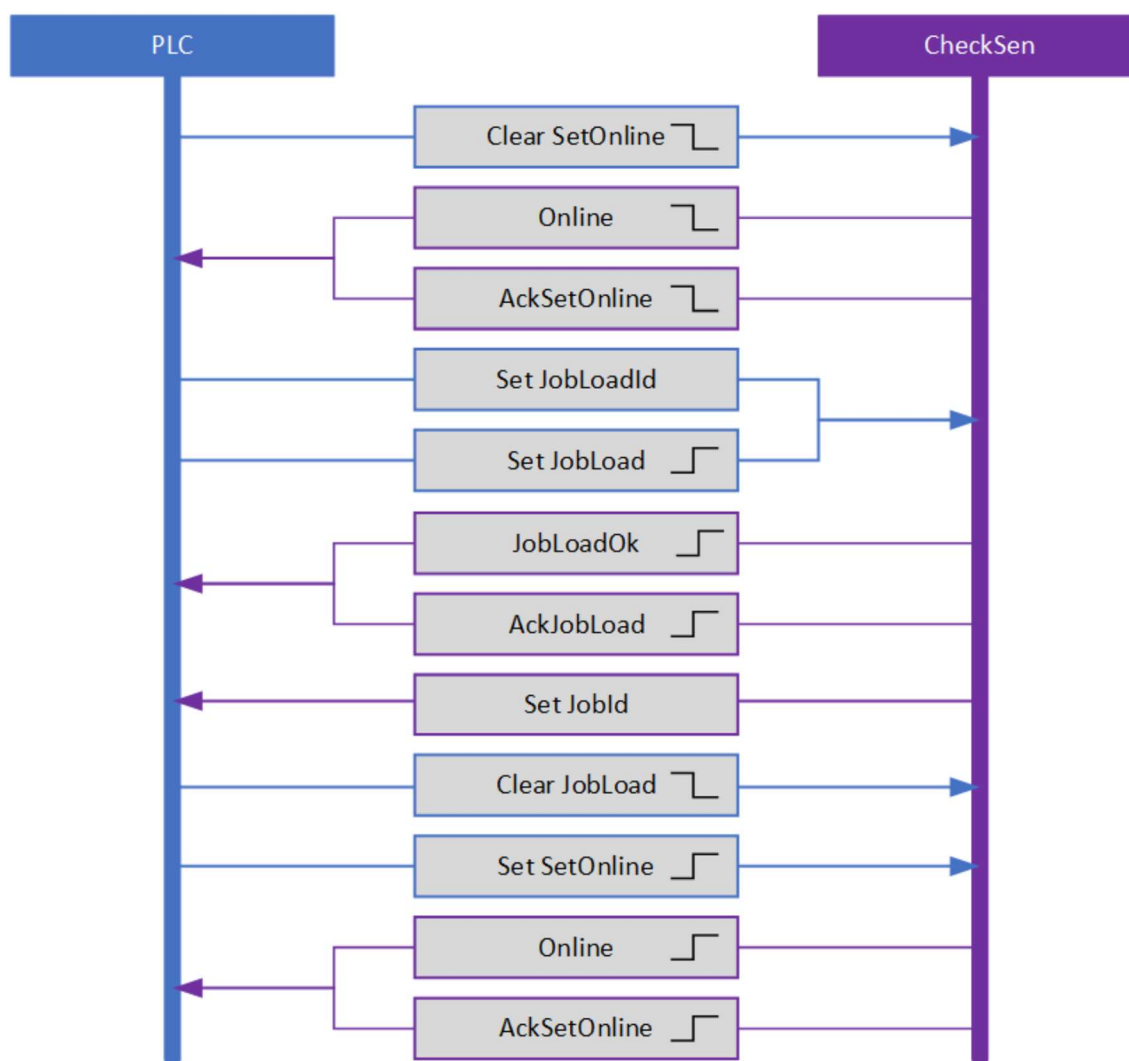 PLC
CheckSen
Clear SetOnline
Online
AckSetOnline
Set JobLoadId
Set JobLoad
JobLoadOk
AckJobLoad
Set JobId
Clear JobLoad
Set SetOnline
Online
AckSetOnline